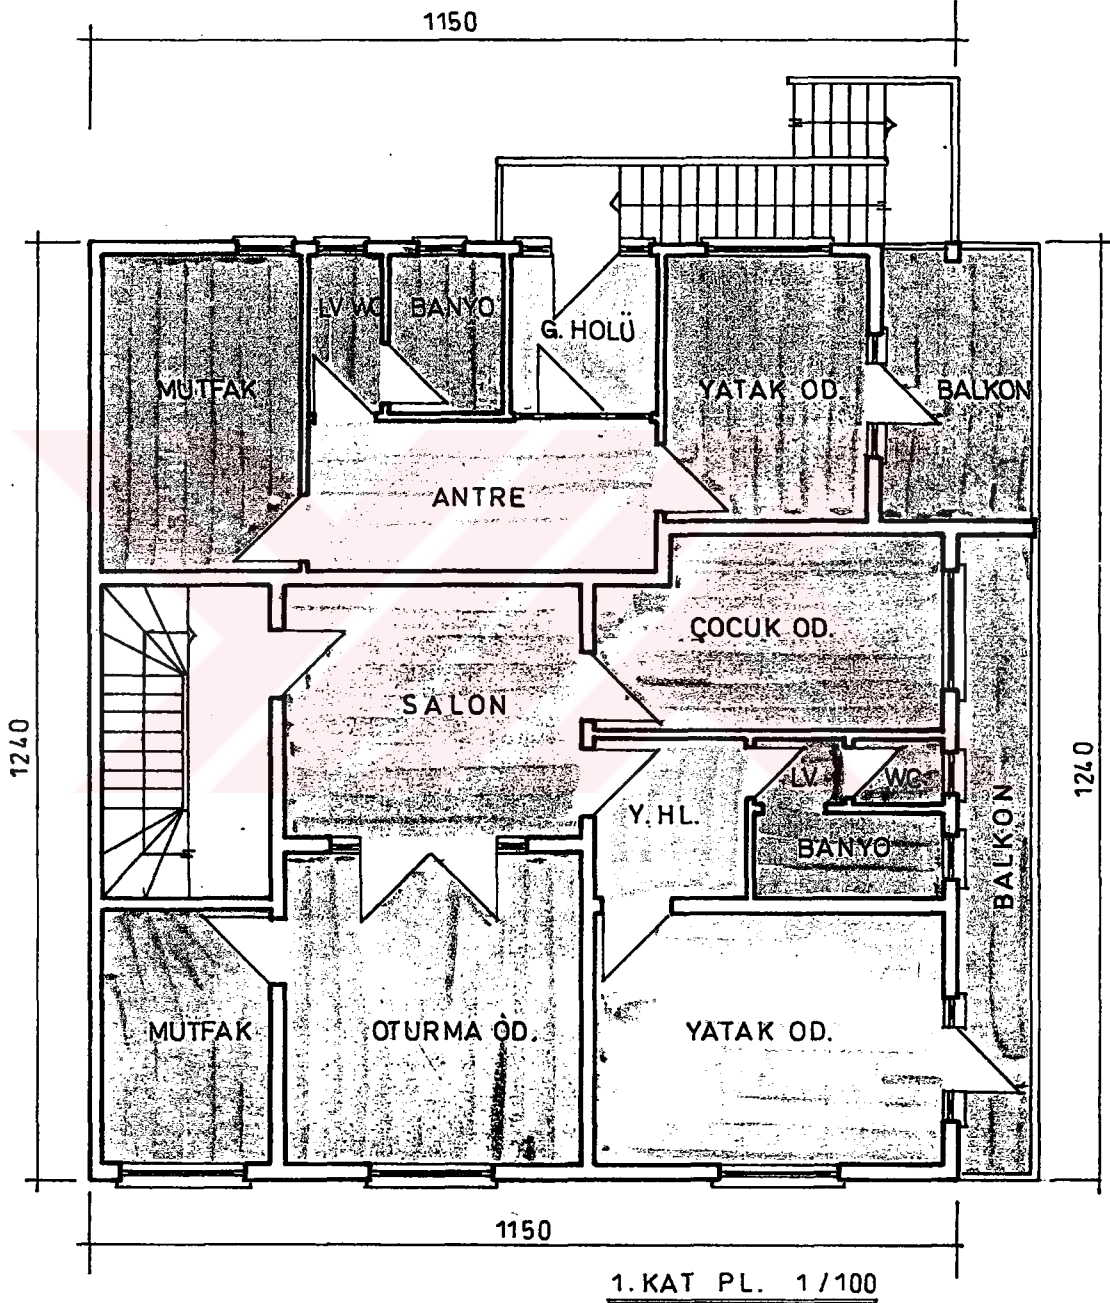 1150
LV WC
BANYO
G. HOLÜ
MUTFAK
YATAK OD.
BALKON
ANTRE
ÇOCUK OD.
SALON
1240
1240
LV.
WC
Y. HL.
BANYO
BALKON
MUTFAK
OTURMA OD.
YATAK OD.
1150
1. KAT PL. 1/100